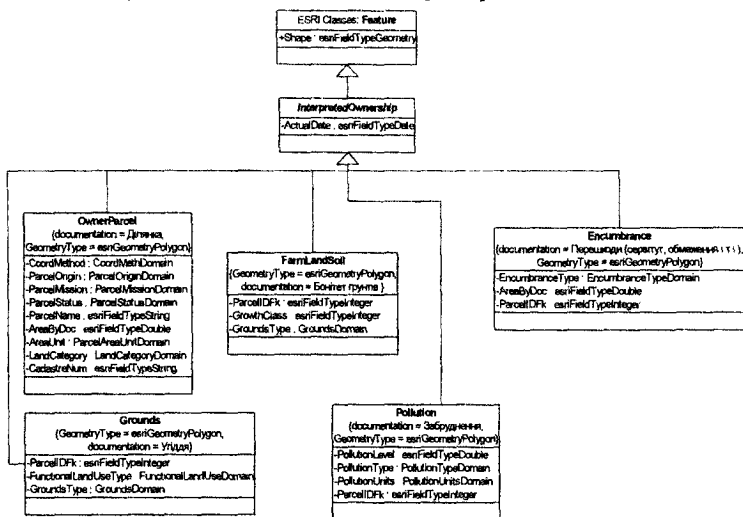 ESRI Classes: Feature
+Shape : esriFieldTypeGeometry
InterpretedOwnership
-ActualDate : esriFieldTypeDate
OwnerParcel
{documentation = Ділянка,
GeometryType = esriGeometryPolygon}
-CoordMethod : CoordMethDomain
-ParcelOrigin : ParcelOriginDomain
-ParcelMission : ParcelMissionDomain
-ParcelStatus : ParcelStatusDomain
-ParcelName : esriFieldTypeString
-AreaByDoc esriFieldTypeDouble
-AreaUnit : ParcelAreaUnitDomain
-LandCategory LandCategoryDomain
-CadastreNum esriFieldTypeString
FarmLandSoil
{GeometryType = esriGeometryPolygon,
documentation = Бонітет грунтів }
-ParcelIDFk : esriFieldTypeInteger
-GrowthClass esriFieldTypeInteger
-GroundsType : GroundsDomain
Encumbrance
{documentation = Перешкоди (сервітут, обмеження
GeometryType = esriGeometryPolygon}
-EncumbranceType : EncumbranceTypeDomain
-AreaByDoc esriFieldTypeDouble
-ParcelIDFk esriFieldTypeInteger
Grounds
{GeometryType = esriGeometryPolygon,
documentation = Угіддя}
-ParcelIDFk : esriFieldTypeInteger
-FunctionalLandUseType FunctionalLandUseDomain
-GroundsType : GroundsDomain
Pollution
{documentation = Забруднення,
GeometryType = esriGeometryPolygon}
-PollutionLevel esriFieldTypeDouble
-PollutionType : PollutionTypeDomain
-PollutionUnits PollutionUnitsDomain
-ParcelIDFk : esriFieldTypeInteger